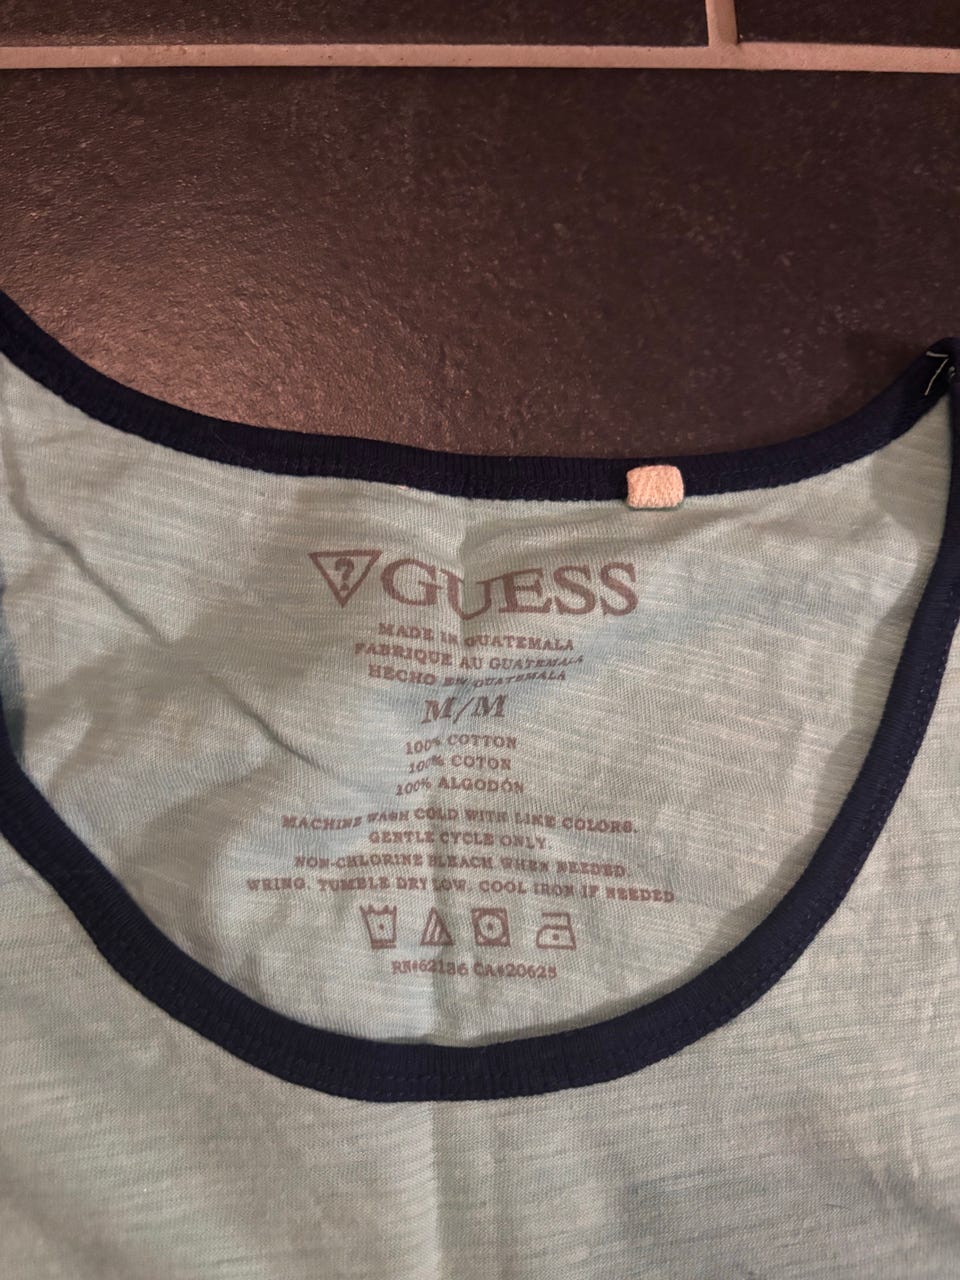 ? GUESS
MADE IN GUATEMALA
FABRIQUE AU GUATEMALA
HECHO EN GUATEMALA
M/M
100% COTTON
100% COTON
100% ALGODÓN
MACHINE WASH COLD WITH LIKE COLORS.
GENTLE CYCLE ONLY.
NON-CHLORINE BLEACH WHEN NEEDED.
WRING. TUMBLE DRY LOW. COOL IRON IF NEEDED
RN#62136 CA#20625